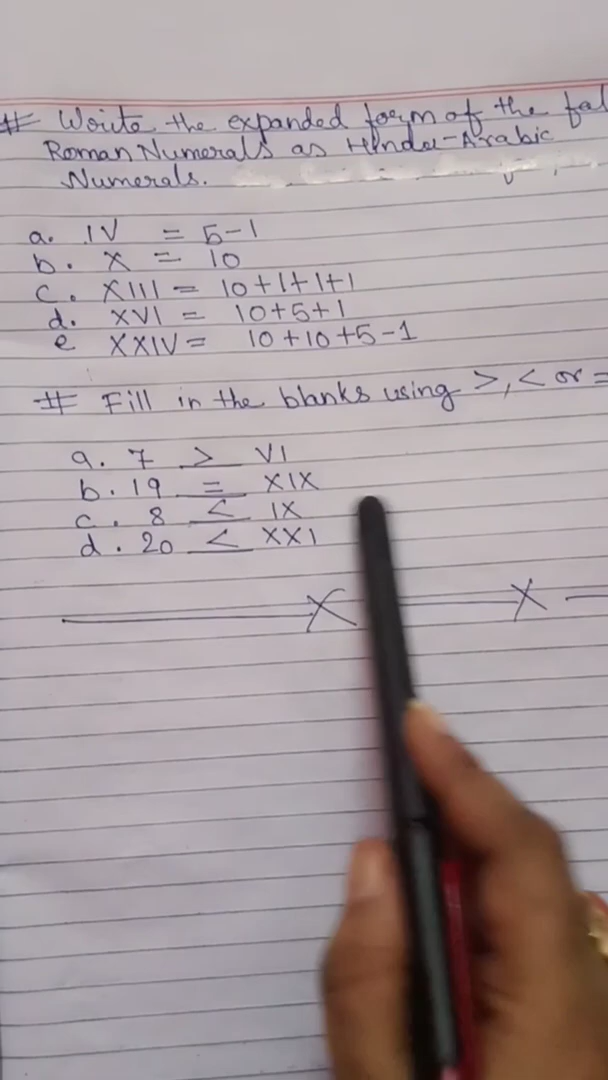 # Write the expanded form of the
Roman Numerals as Hindu-Arabic
Numerals.
a. IV = 5-1
b. X = 10
c. XIII = 10+1+1+1
d. XVI = 10+5+1
e XXIV = 10+10+5-1
# Fill in the blanks using >, < or =
a. 7 > VI
b. 19 = XIX
c. 8 < IX
d. 20 < XXI